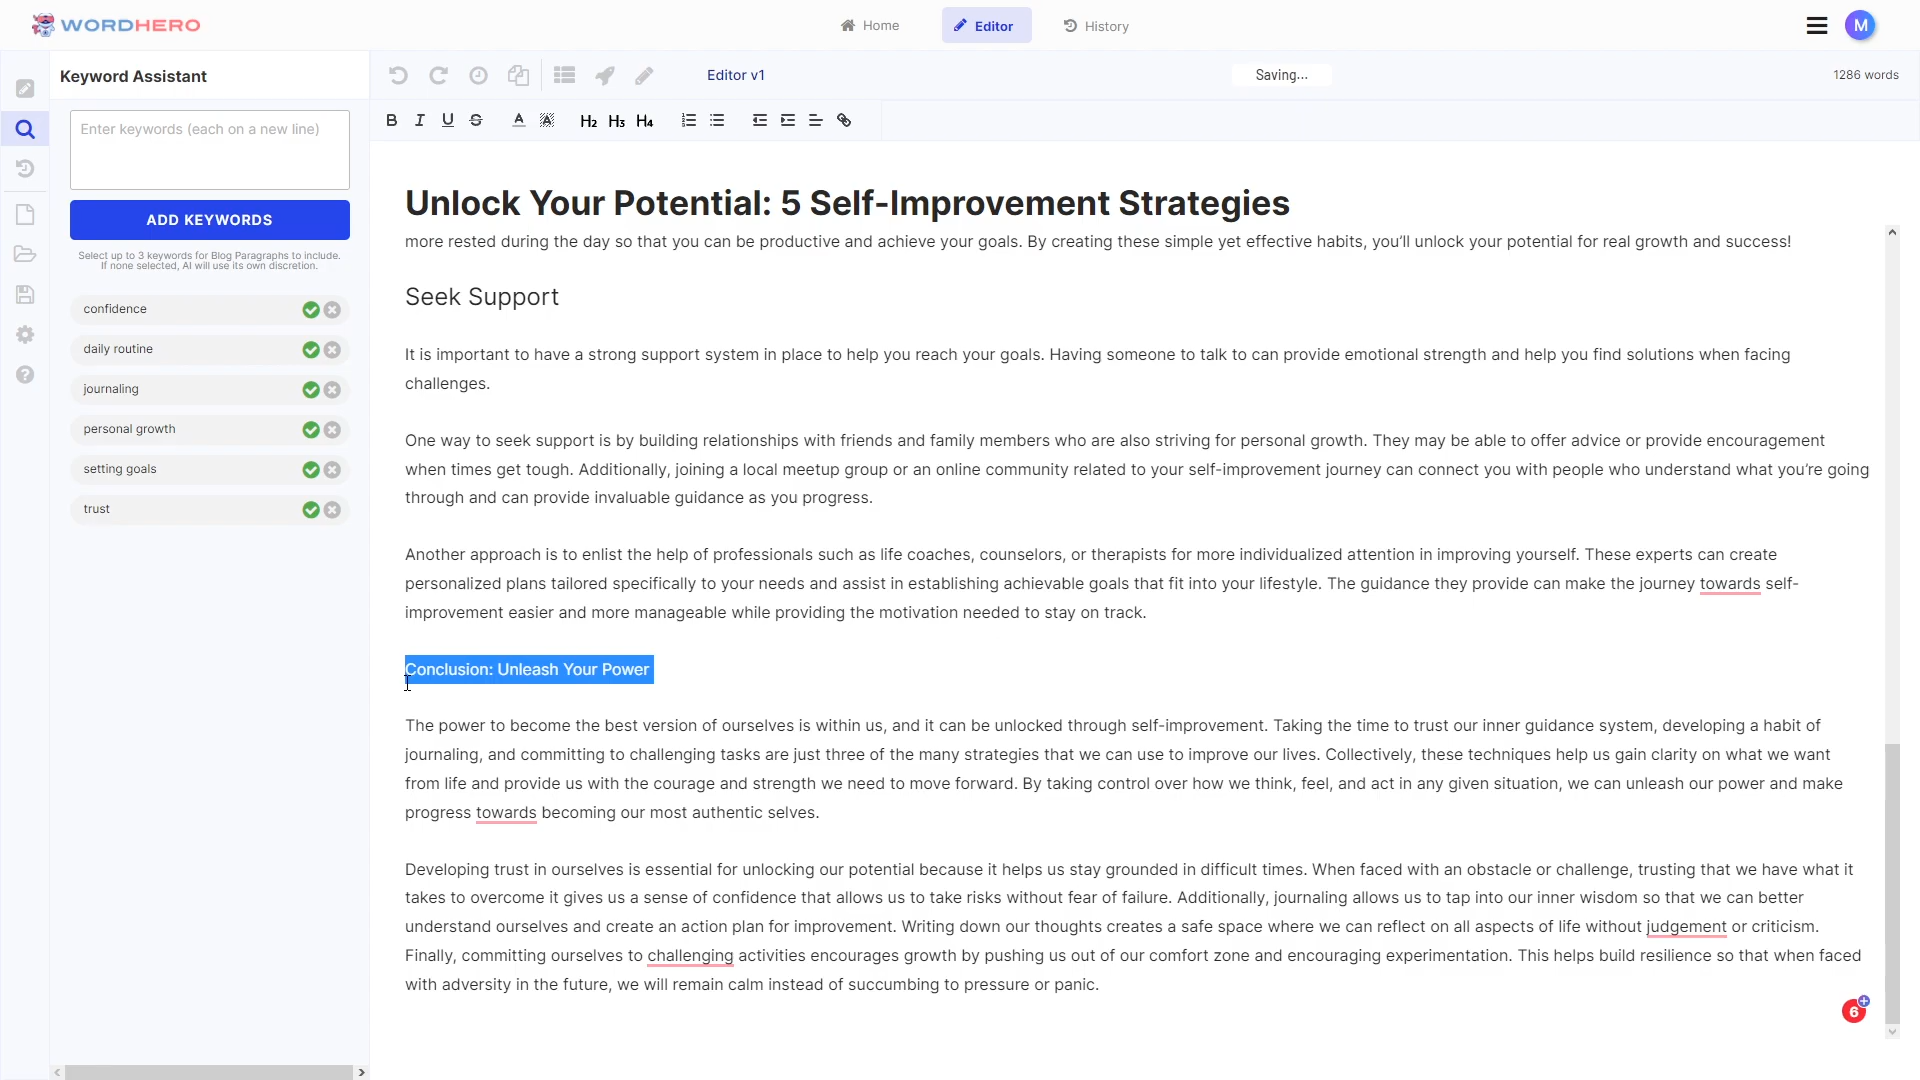 WORDHERO
Home
Editor
History
M
Keyword Assistant
Editor v1
Saving...
1286 words
Enter keywords (each on a new line)
B I U S A A H2 H3 H4
ADD KEYWORDS
Select up to 3 keywords for Blog Paragraphs to include.
If none selected, AI will use its own discretion.
confidence
daily routine
journaling
personal growth
setting goals
trust
Unlock Your Potential: 5 Self-Improvement Strategies
more rested during the day so that you can be productive and achieve your goals. By creating these simple yet effective habits, you’ll unlock your potential for real growth and success!
Seek Support
It is important to have a strong support system in place to help you reach your goals. Having someone to talk to can provide emotional strength and help you find solutions when facing
challenges.
One way to seek support is by building relationships with friends and family members who are also striving for personal growth. They may be able to offer advice or provide encouragement
when times get tough. Additionally, joining a local meetup group or an online community related to your self-improvement journey can connect you with people who understand what you’re going
through and can provide invaluable guidance as you progress.
Another approach is to enlist the help of professionals such as life coaches, counselors, or therapists for more individualized attention in improving yourself. These experts can create
personalized plans tailored specifically to your needs and assist in establishing achievable goals that fit into your lifestyle. The guidance they provide can make the journey towards self-
improvement easier and more manageable while providing the motivation needed to stay on track.
Conclusion: Unleash Your Power
The power to become the best version of ourselves is within us, and it can be unlocked through self-improvement. Taking the time to trust our inner guidance system, developing a habit of
journaling, and committing to challenging tasks are just three of the many strategies that we can use to improve our lives. Collectively, these techniques help us gain clarity on what we want
from life and provide us with the courage and strength we need to move forward. By taking control over how we think, feel, and act in any given situation, we can unleash our power and make
progress towards becoming our most authentic selves.
Developing trust in ourselves is essential for unlocking our potential because it helps us stay grounded in difficult times. When faced with an obstacle or challenge, trusting that we have what it
takes to overcome it gives us a sense of confidence that allows us to take risks without fear of failure. Additionally, journaling allows us to tap into our inner wisdom so that we can better
understand ourselves and create an action plan for improvement. Writing down our thoughts creates a safe space where we can reflect on all aspects of life without judgement or criticism.
Finally, committing ourselves to challenging activities encourages growth by pushing us out of our comfort zone and encouraging experimentation. This helps build resilience so that when faced
with adversity in the future, we will remain calm instead of succumbing to pressure or panic.
6